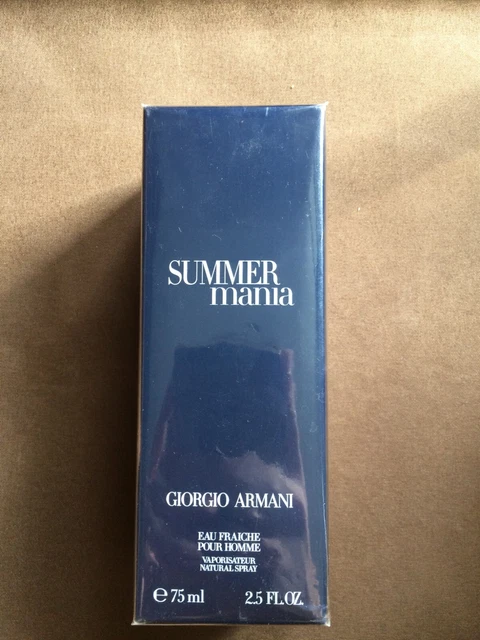 SUMMER
mania
GIORGIO ARMANI
EAU FRAICHE
POUR HOMME
VAPORISATEUR
NATURAL SPRAY
℮ 75 ml 2.5 FL.OZ.